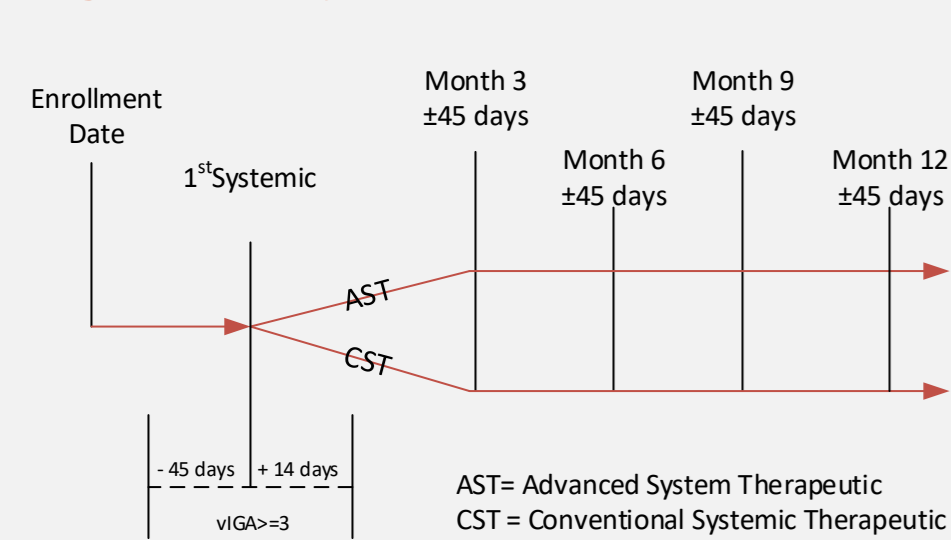 Enrollment
Date
1stSystemic
Month 3
±45 days
Month 6
±45 days
Month 9
±45 days
Month 12
±45 days
AST
CST
- 45 days
+ 14 days
vIGA>=3
AST= Advanced System Therapeutic
CST = Conventional Systemic Therapeutic